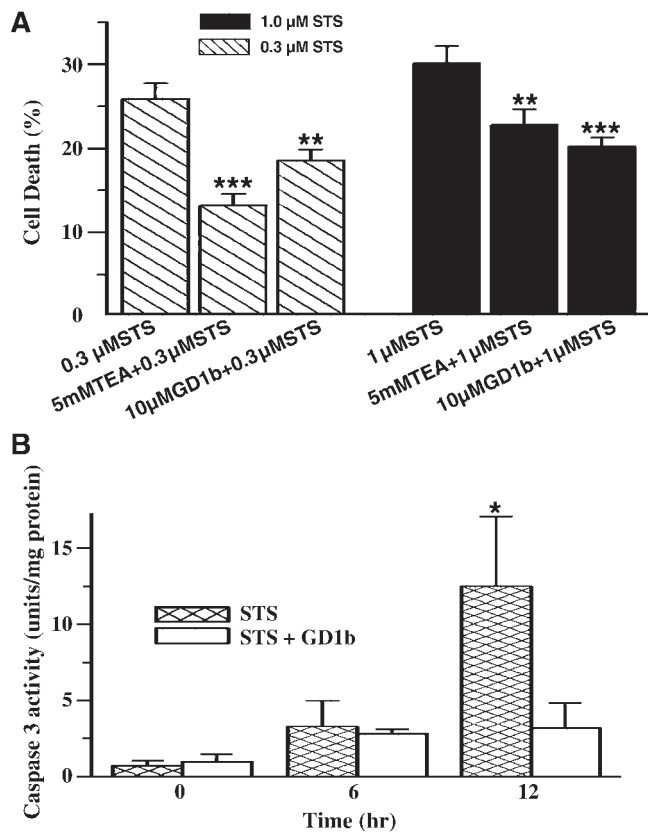 A
1.0 µM STS
0.3 µM STS
Cell Death (%)
30
20
10
0
***
**
**
***
0.3 µMSTS
5mMTEA+0.3µMSTS
10µMGD1b+0.3µMSTS
1µMSTS
5mMTEA+1µMSTS
10µMGD1b+1µMSTS
B
Caspase 3 activity (units/mg protein)
15
10
5
0
*
STS
STS + GD1b
0
6
12
Time (hr)